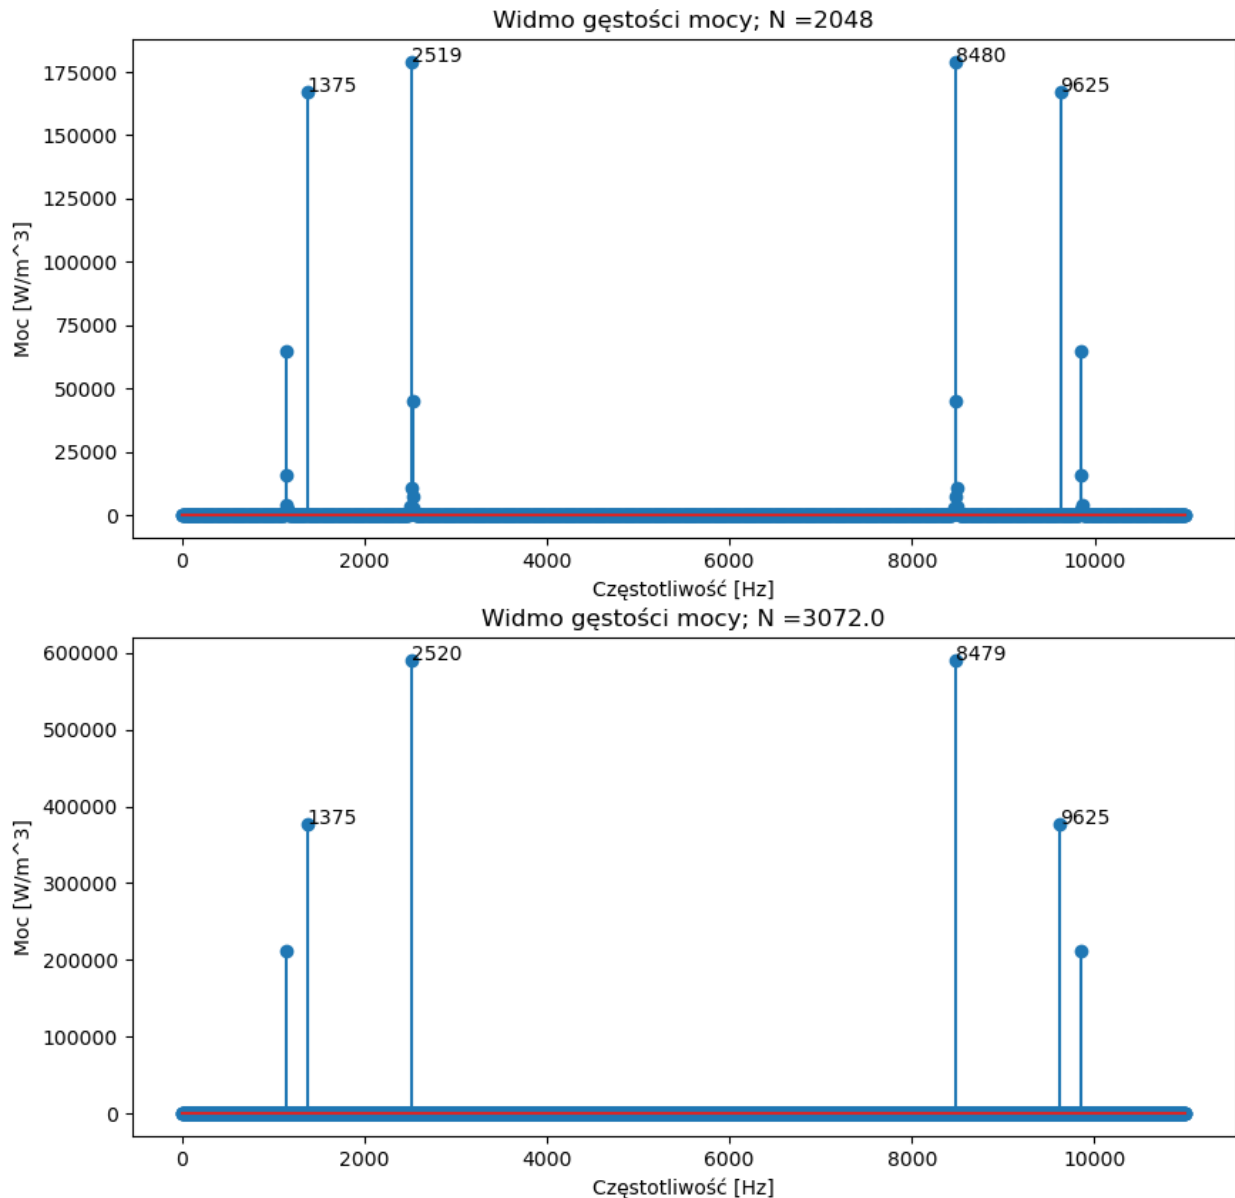 Widmo gęstości mocy; N =2048
175000
150000
125000
100000
75000
50000
25000
0
Moc [W/m^3]
1375
2519
8480
9625
0 2000 4000 6000 8000 10000
Częstotliwość [Hz]
Widmo gęstości mocy; N =3072.0
600000
500000
400000
300000
200000
100000
0
Moc [W/m^3]
1375
2520
8479
9625
0 2000 4000 6000 8000 10000
Częstotliwość [Hz]